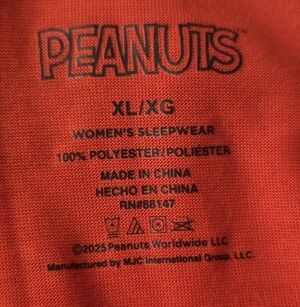 PEANUTS™
XL/XG
WOMEN'S SLEEPWEAR
100% POLYESTER/POLIÉSTER
MADE IN CHINA
HECHO EN CHINA
RN#88147
©2025 Peanuts Worldwide LLC
Manufactured by MJC International Group, LLC.